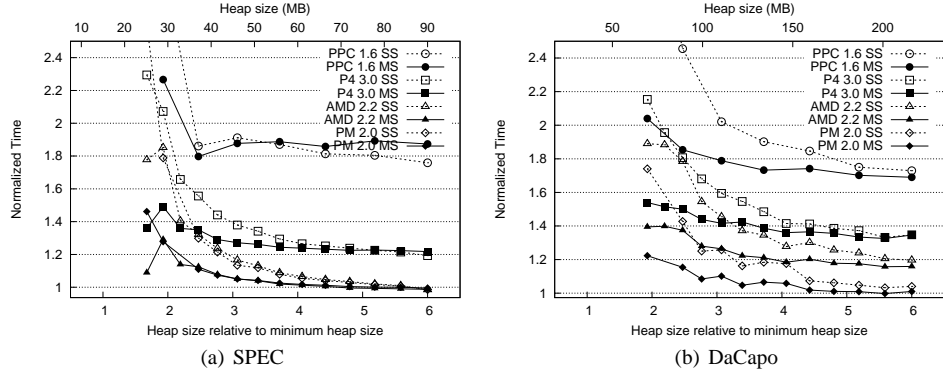 Heap size (MB)
10 20 30 40 50 60 70 80 90
2.4
2.2
2
1.8
1.6
1.4
1.2
1
Normalized Time
PPC 1.6 SS
PPC 1.6 MS
P4 3.0 SS
P4 3.0 MS
AMD 2.2 SS
AMD 2.2 MS
PM 2.0 SS
PM 2.0 MS
1 2 3 4 5 6
Heap size relative to minimum heap size
(a) SPEC
Heap size (MB)
50 100 150 200
2.4
2.2
2
1.8
1.6
1.4
1.2
1
Normalized Time
PPC 1.6 SS
PPC 1.6 MS
P4 3.0 SS
P4 3.0 MS
AMD 2.2 SS
AMD 2.2 MS
PM 2.0 SS
PM 2.0 MS
1 2 3 4 5 6
Heap size relative to minimum heap size
(b) DaCapo